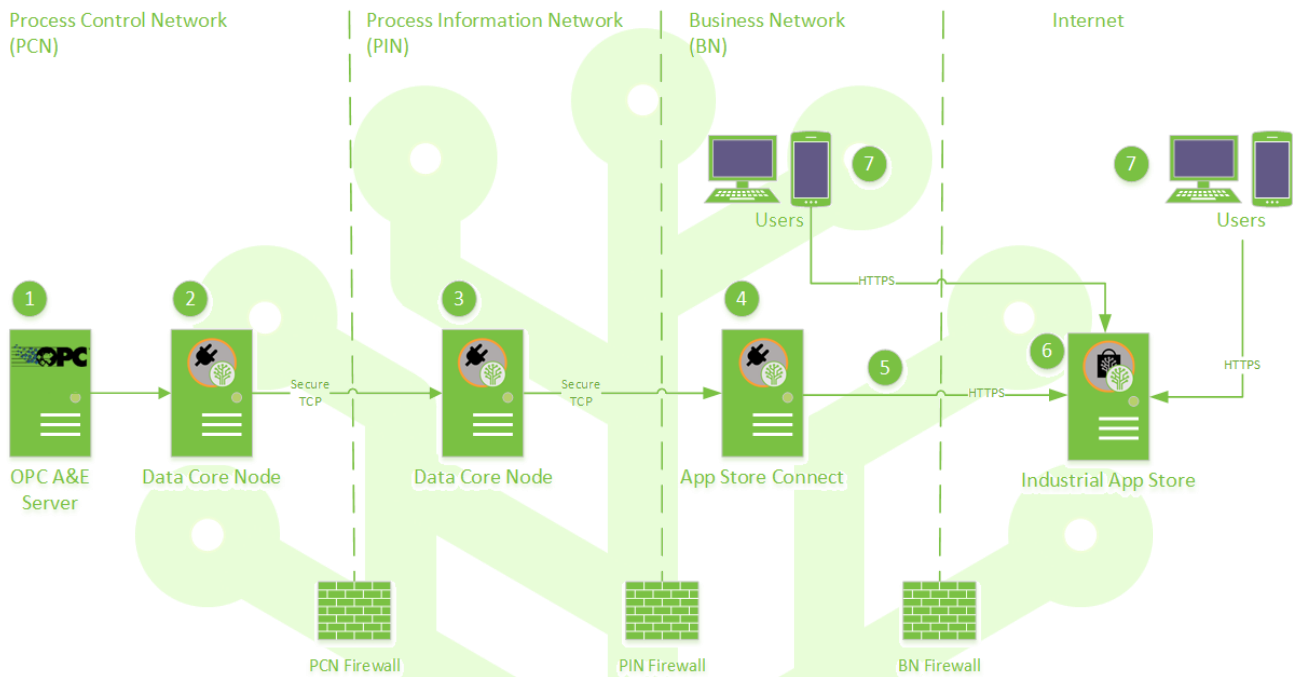 Process Control Network
(PCN)
Process Information Network
(PIN)
Business Network
(BN)
Internet
7
7
Users
Users
HTTPS
1
2
3
4
5
6
OPC
HTTPS
Secure
TCP
Secure
TCP
HTTPS
OPC A&E
Server
Data Core Node
Data Core Node
App Store Connect
Industrial App Store
PCN Firewall
PIN Firewall
BN Firewall